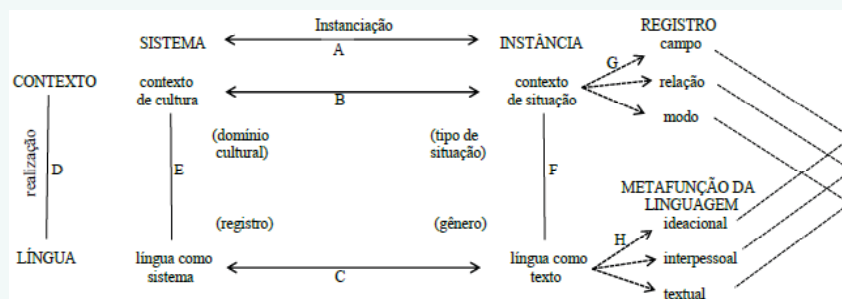 REGISTRO
Instanciação
SISTEMA
INSTÂNCIA
campo
A
G
CONTEXTO
contexto
de cultura
contexto
de situação
relação
B
modo
(domínio
cultural)
(tipo de
situação)
realização
D
E
F
METAFUNÇÃO DA
LINGUAGEM
ideacional
(registro)
(gênero)
H
LÍNGUA
língua como
sistema
língua como
texto
interpessoal
C
textual